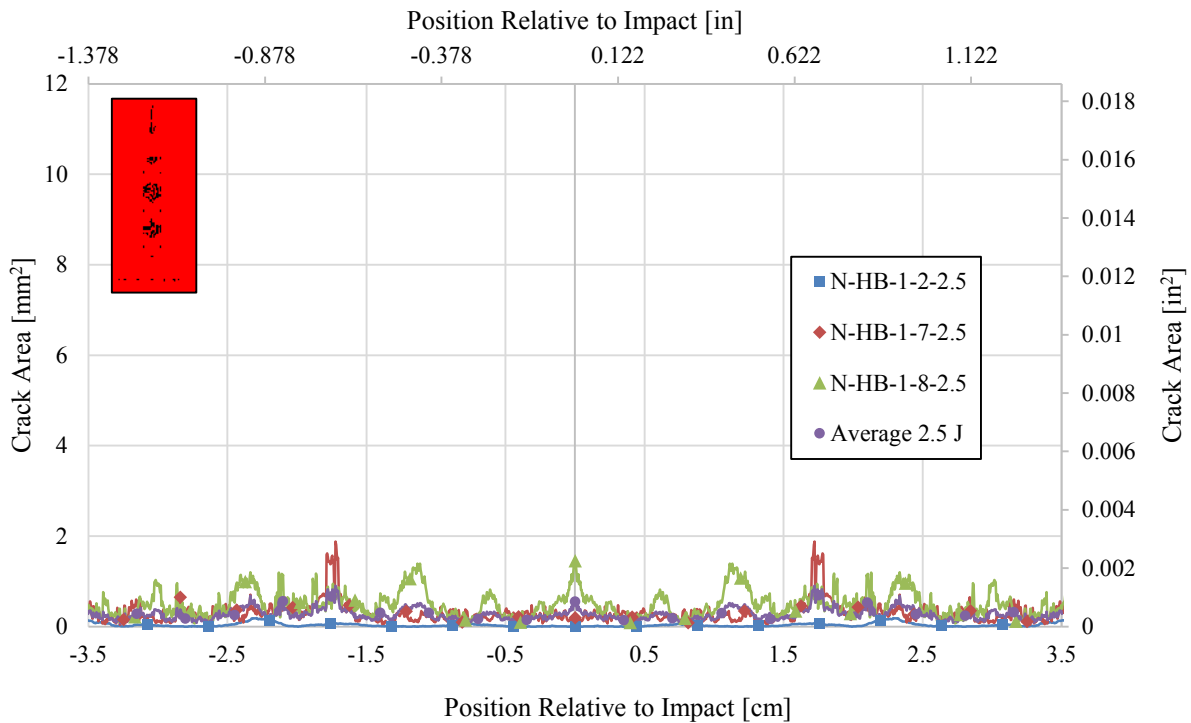 Position Relative to Impact [in]
-1.378 -0.878 -0.378 0.122 0.622 1.122
12
10
8
6
4
2
0
Crack Area [mm²]
0.018
0.016
0.014
0.012
0.01
0.008
0.006
0.004
0.002
0
Crack Area [in²]
N-HB-1-2-2.5
N-HB-1-7-2.5
N-HB-1-8-2.5
Average 2.5 J
-3.5 -2.5 -1.5 -0.5 0.5 1.5 2.5 3.5
Position Relative to Impact [cm]